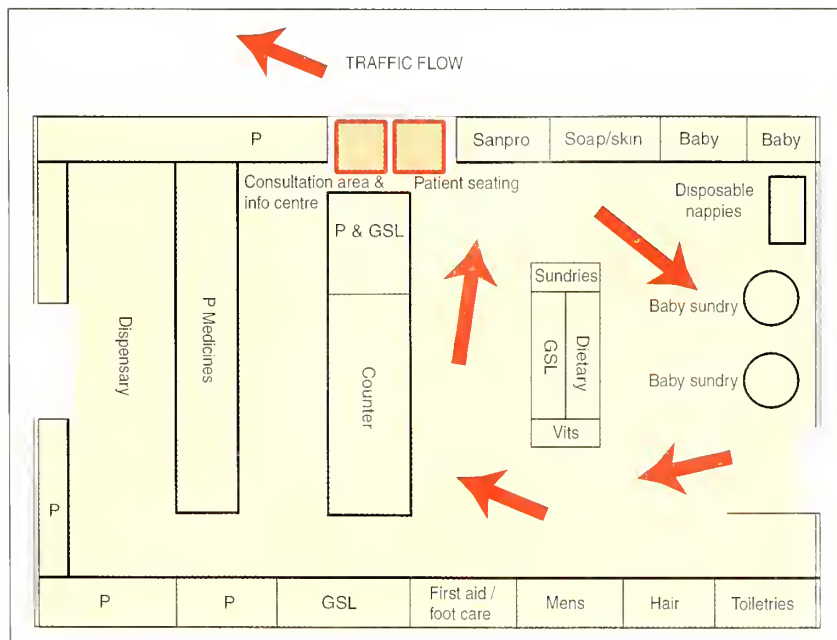 TRAFFIC FLOW
P
Sanpro
Soap/skin
Baby
Baby
Consultation area &
info centre
Patient seating
Disposable
nappies
P & GSL
Sundries
Baby sundry
Dispensary
P Medicines
Counter
GSL
Dietary
Baby sundry
Vits
P
P
P
GSL
First aid /
foot care
Mens
Hair
Toiletries